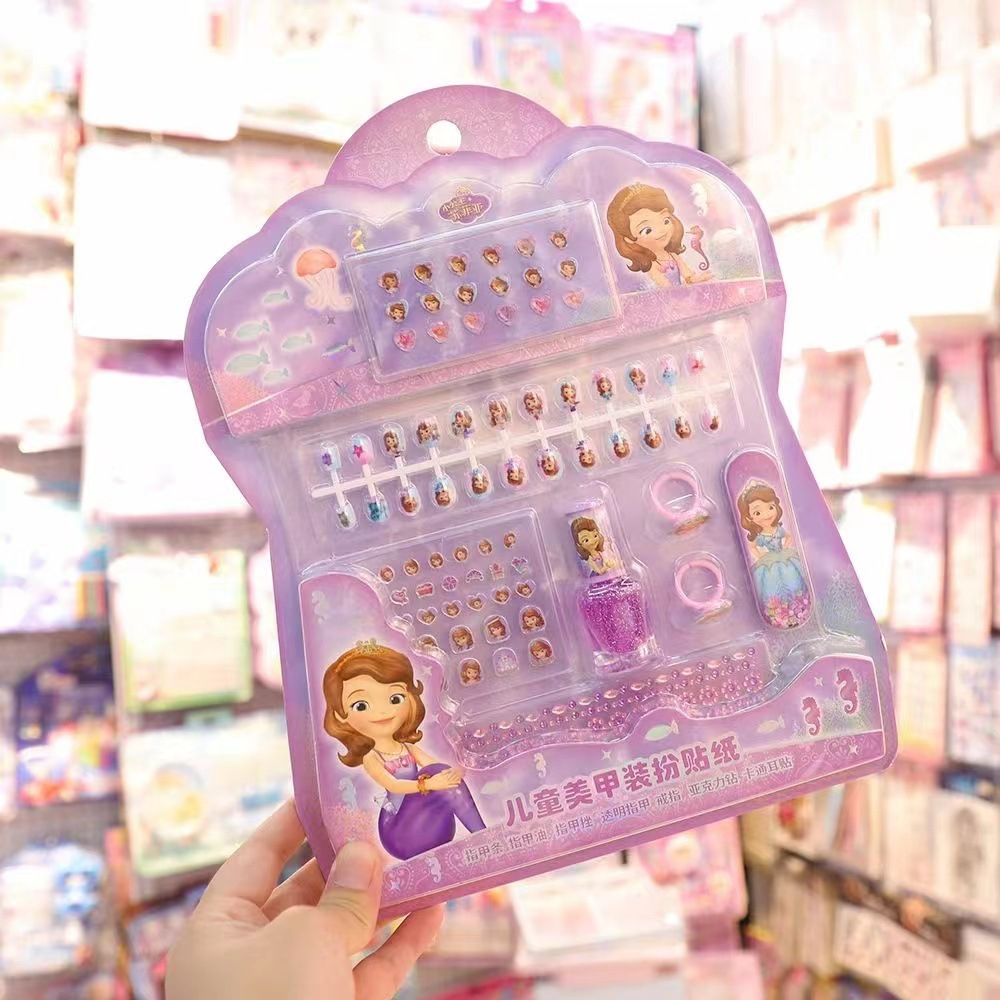 小公主
苏菲亚
儿童美甲装扮贴纸
指甲条 指甲油 指甲挫 透明指甲 戒指 亚克力钻 卡通耳贴